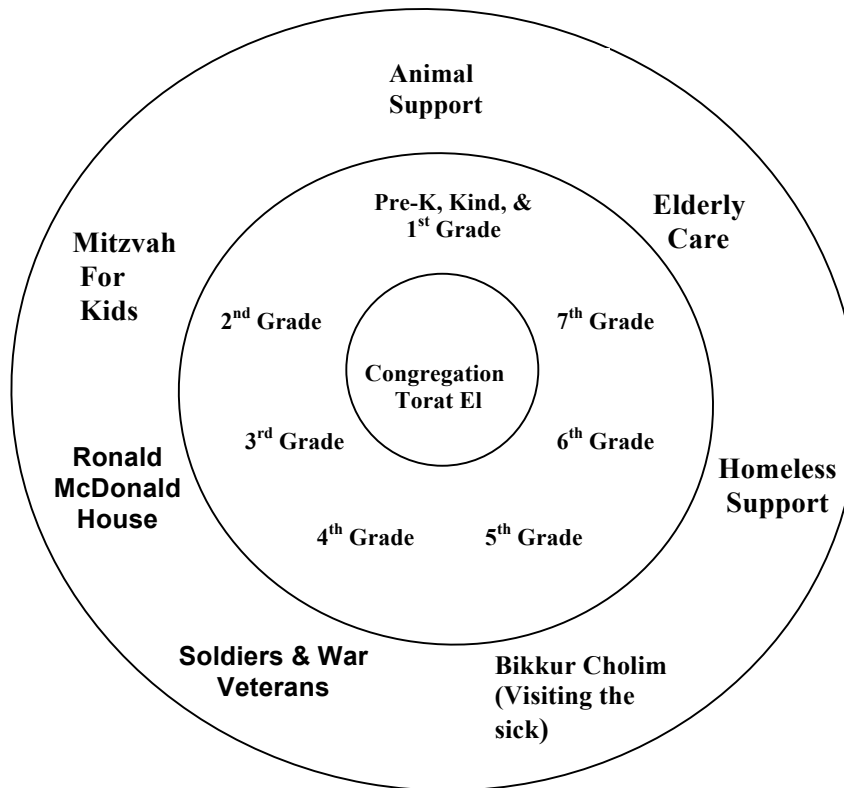 Animal
Support
Pre-K, Kind, &
1st Grade
Elderly
Care
Mitzvah
For
Kids
2nd Grade
7th Grade
Congregation
Torat El
3rd Grade
6th Grade
Ronald
McDonald
House
Homeless
Support
4th Grade
5th Grade
Soldiers & War
Veterans
Bikkur Cholim
(Visiting the
sick)